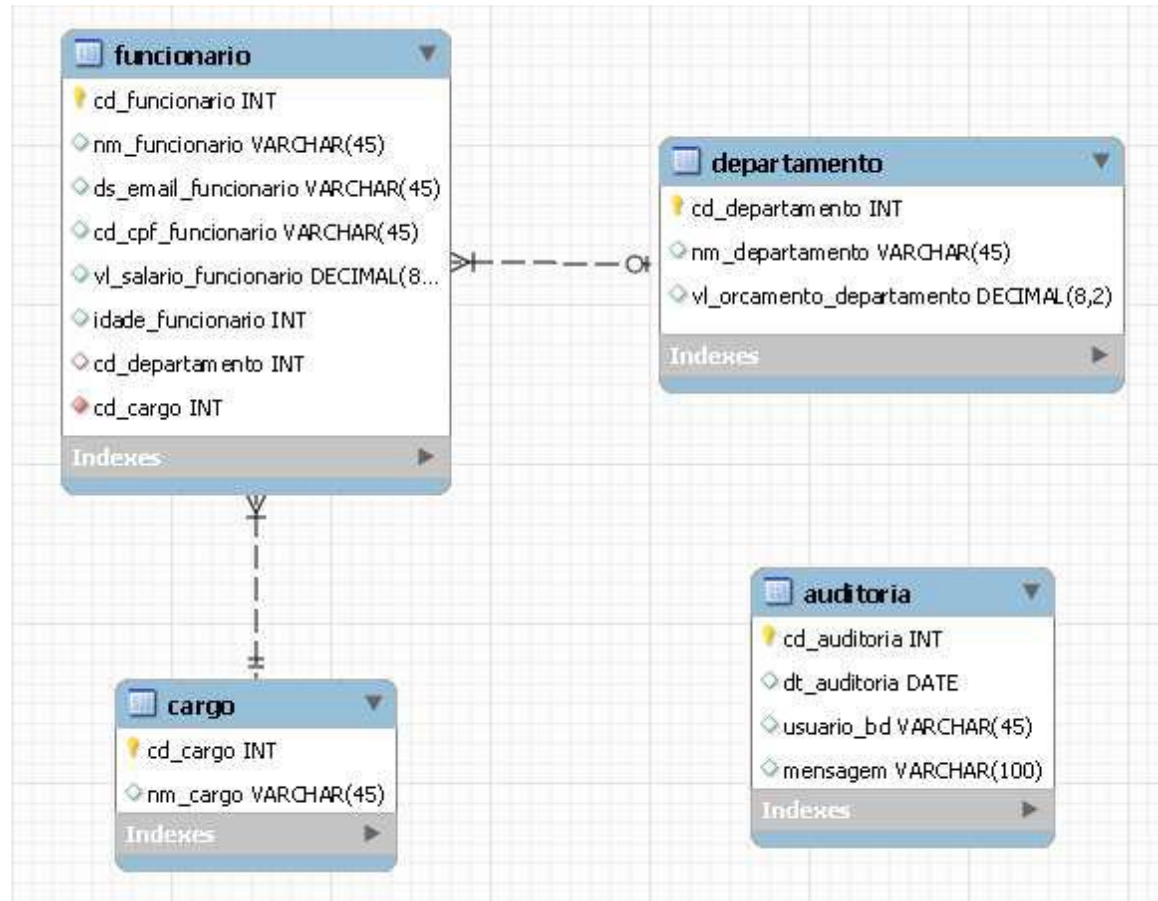 funcionario
cd_funcionario INT
nm_funcionario VARCHAR(45)
ds_email_funcionario VARCHAR(45)
cd_cpf_funcionario VARCHAR(45)
vl_salario_funcionario DECIMAL(8...
idade_funcionario INT
cd_departamento INT
cd_cargo INT
Indexes
departamento
cd_departamento INT
nm_departamento VARCHAR(45)
vl_orcamento_departamento DECIMAL(8,2)
Indexes
cargo
cd_cargo INT
nm_cargo VARCHAR(45)
Indexes
auditoria
cd_auditoria INT
dt_auditoria DATE
usuario_bd VARCHAR(45)
mensagem VARCHAR(100)
Indexes